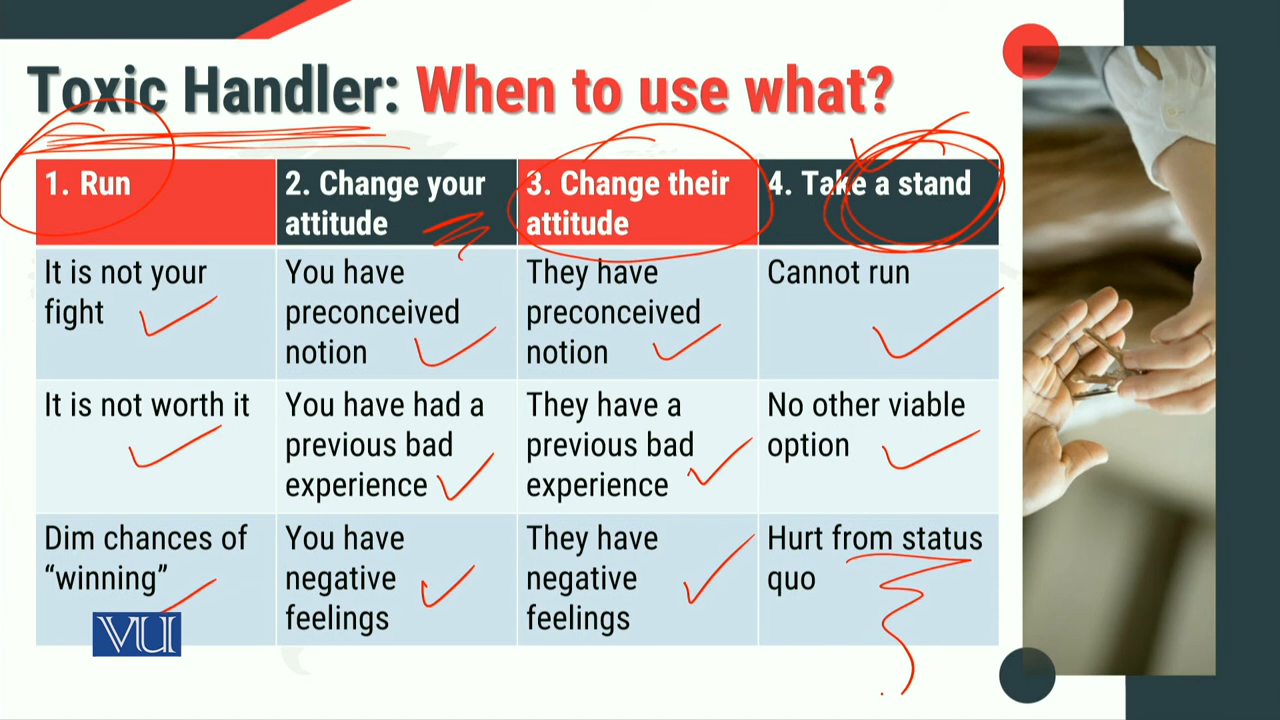 Toxic Handler: When to use what?
1. Run
2. Change your
attitude
3. Change their
attitude
4. Take a stand
It is not your
fight
You have
preconceived
notion
They have
preconceived
notion
Cannot run
It is not worth it
You have had a
previous bad
experience
They have a
previous bad
experience
No other viable
option
Dim chances of
“winning”
You have
negative
feelings
They have
negative
feelings
Hurt from status
quo
VU